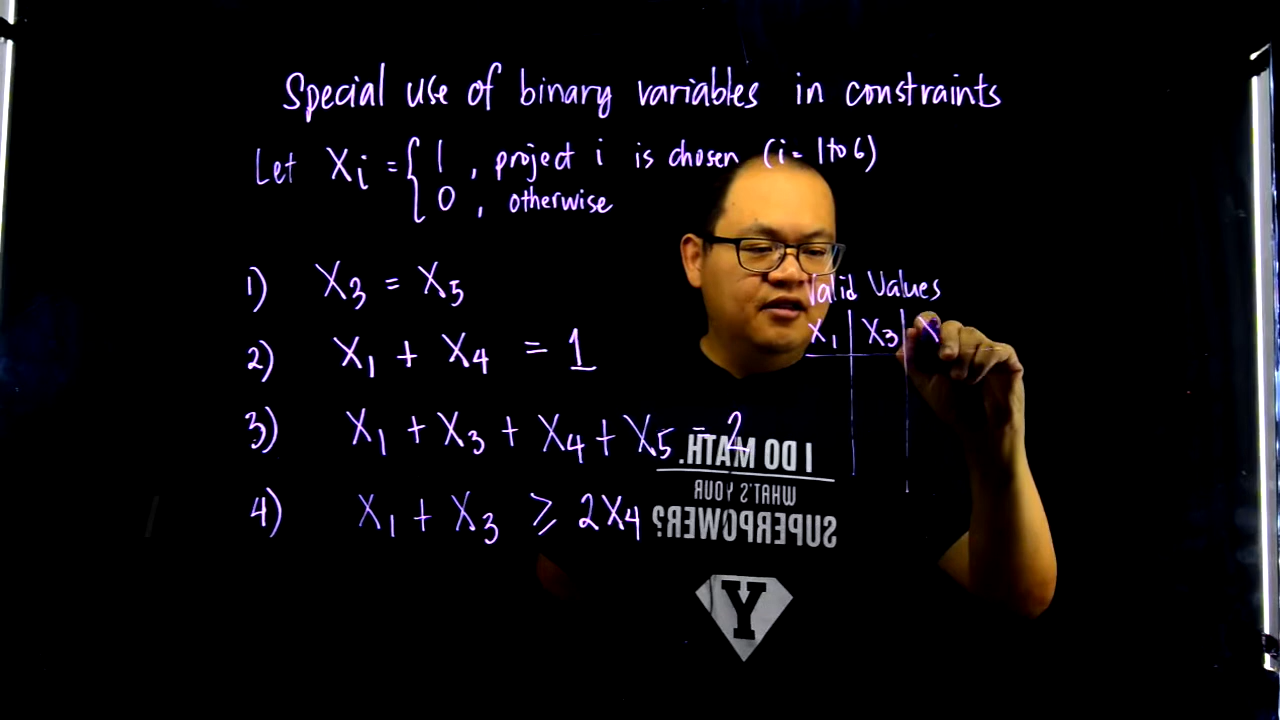 Special use of binary variables in constraints
Let Xi = { 1 , project i is chosen (i = 1 to 6)
0 , otherwise
1) X3 = X5
2) X1 + X4 = 1
3) X1 + X3 + X4 + X5 = 2
4) X1 + X3 ≥ 2X4
Valid Values
X1 | X3 | X
I DO MATH.
WHAT'S YOUR
SUPERPOWER?
Y